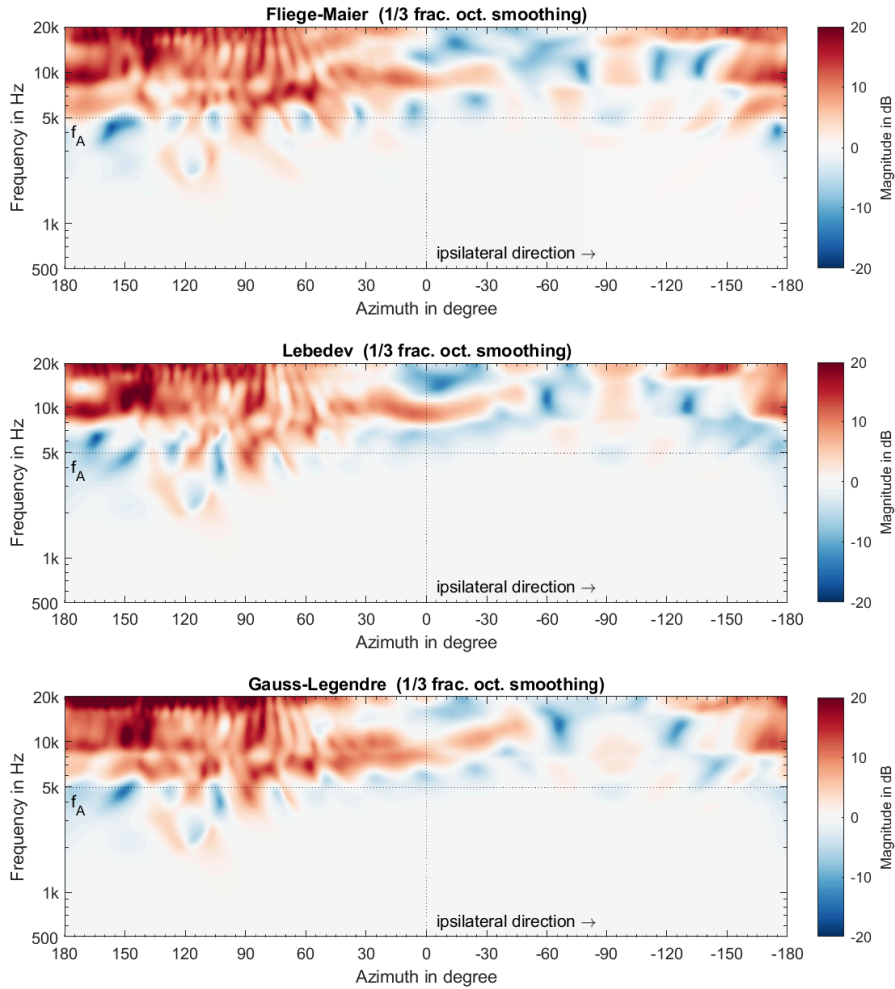 Fliege-Maier (1/3 frac. oct. smoothing)
20k
10k
5k
f_A
1k
500
Frequency in Hz
ipsilateral direction →
180 150 120 90 60 30 0 -30 -60 -90 -120 -150 -180
Azimuth in degree
20
10
0
-10
-20
Magnitude in dB
Lebedev (1/3 frac. oct. smoothing)
20k
10k
5k
f_A
1k
500
Frequency in Hz
ipsilateral direction →
180 150 120 90 60 30 0 -30 -60 -90 -120 -150 -180
Azimuth in degree
20
10
0
-10
-20
Magnitude in dB
Gauss-Legendre (1/3 frac. oct. smoothing)
20k
10k
5k
f_A
1k
500
Frequency in Hz
ipsilateral direction →
180 150 120 90 60 30 0 -30 -60 -90 -120 -150 -180
Azimuth in degree
20
10
0
-10
-20
Magnitude in dB